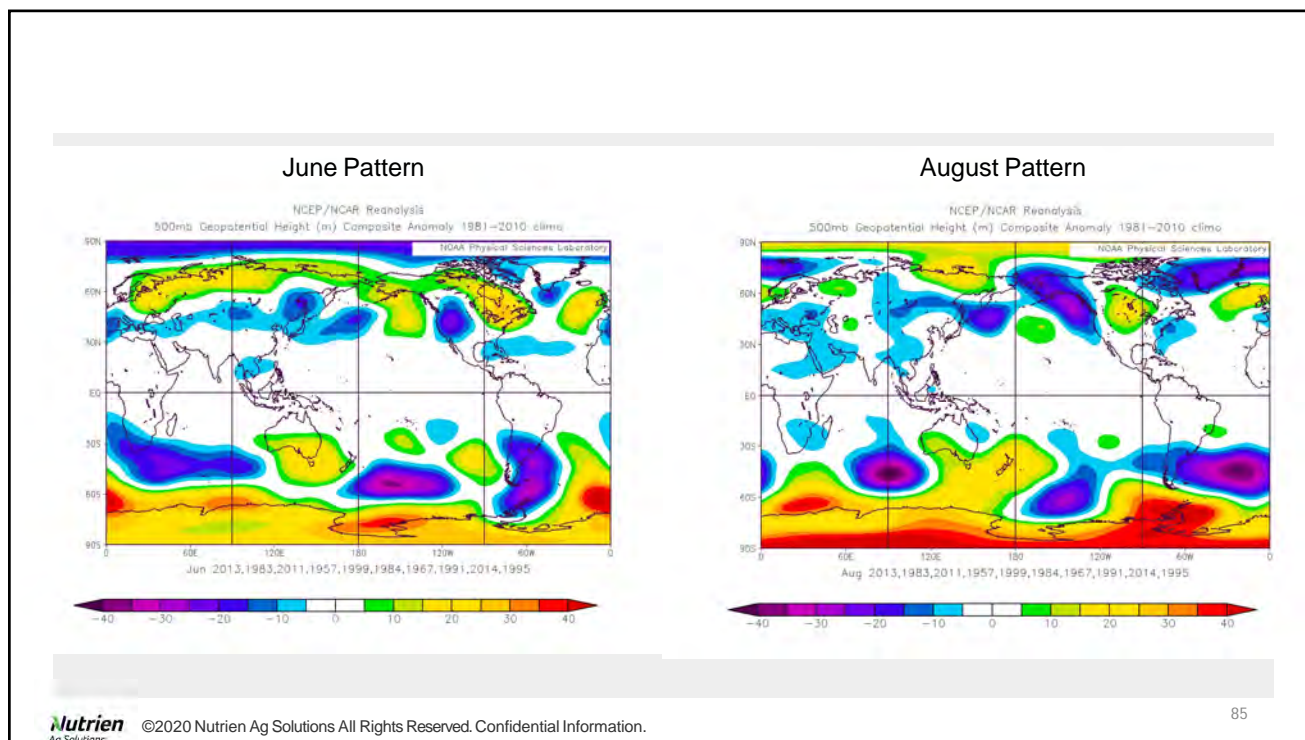 June Pattern
NCEP/NCAR Reanalysis
500mb Geopotential Height (m) Composite Anomaly 1981-2010 climo
NOAA Physical Sciences Laboratory
90N
60N
30N
EQ
30S
60S
90S
0 60E 120E 180 120W 60W 0
Jun 2013,1983,2011,1957,1999,1984,1967,1991,2014,1995
-40 -30 -20 -10 0 10 20 30 40
August Pattern
NCEP/NCAR Reanalysis
500mb Geopotential Height (m) Composite Anomaly 1981-2010 climo
NOAA Physical Sciences Laboratory
90N
60N
30N
EQ
30S
60S
90S
0 60E 120E 180 120W 60W 0
Aug 2013,1983,2011,1957,1999,1984,1967,1991,2014,1995
-40 -30 -20 -10 0 10 20 30 40
Nutrien
Ag Solutions
©2020 Nutrien Ag Solutions All Rights Reserved. Confidential Information.
85